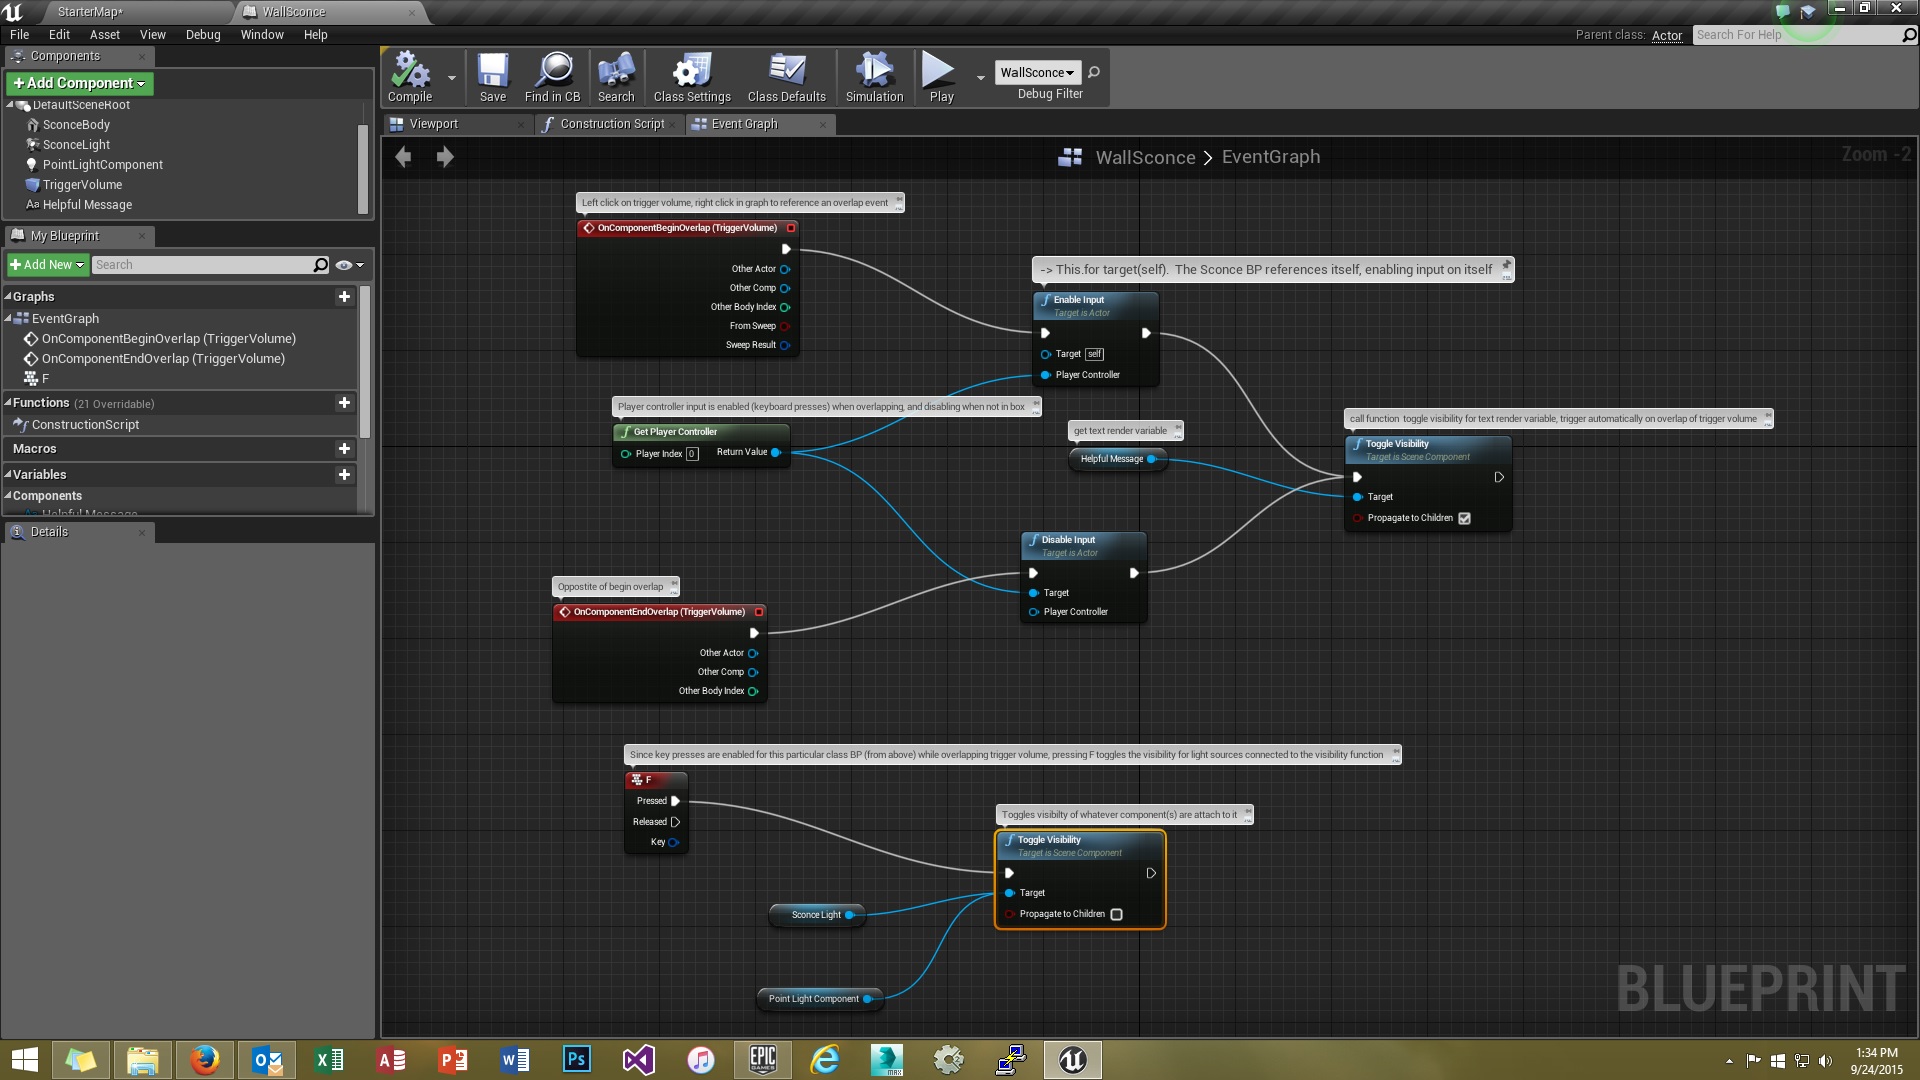 StarterMap*
WallSconce
File Edit Asset View Debug Window Help
Parent class: Actor
Search For Help
Components
+Add Component
DefaultSceneRoot
SconceBody
SconceLight
PointLightComponent
TriggerVolume
Aa Helpful Message
My Blueprint
+Add New
Search
Graphs
EventGraph
OnComponentBeginOverlap (TriggerVolume)
OnComponentEndOverlap (TriggerVolume)
F
Functions (21 Overridable)
ConstructionScript
Macros
Variables
Components
Helpful Message
Details
Compile
Save
Find in CB
Search
Class Settings
Class Defaults
Simulation
Play
WallSconce
Debug Filter
Viewport
Construction Script
Event Graph
WallSconce > EventGraph
Zoom -2
Left click on trigger volume, right click in graph to reference an overlap event
OnComponentBeginOverlap (TriggerVolume)
Other Actor
Other Comp
Other Body Index
From Sweep
Sweep Result
-> This.for target(self). The Sconce BP references itself, enabling input on itself
Enable Input
Target is Actor
Target self
Player Controller
Player controller input is enabled (keyboard presses) when overlapping, and disabling when not in box
Get Player Controller
Player Index 0
Return Value
get text render variable
Helpful Message
call function toggle visibility for text render variable, trigger automatically on overlap of trigger volume
Toggle Visibility
Target is Scene Component
Target
Propagate to Children
Disable Input
Target is Actor
Target
Player Controller
Oppostite of begin overlap
OnComponentEndOverlap (TriggerVolume)
Other Actor
Other Comp
Other Body Index
Since key presses are enabled for this particular class BP (from above) while overlapping trigger volume, pressing F toggles the visibility for light sources connected to the visibility function
F
Pressed
Released
Key
Toggles visibilty of whatever component(s) are attach to it
Toggle Visibility
Target is Scene Component
Target
Propagate to Children
Sconce Light
Point Light Component
BLUEPRINT
EPIC
GAMES
Ps
MAX
1:34 PM
9/24/2015